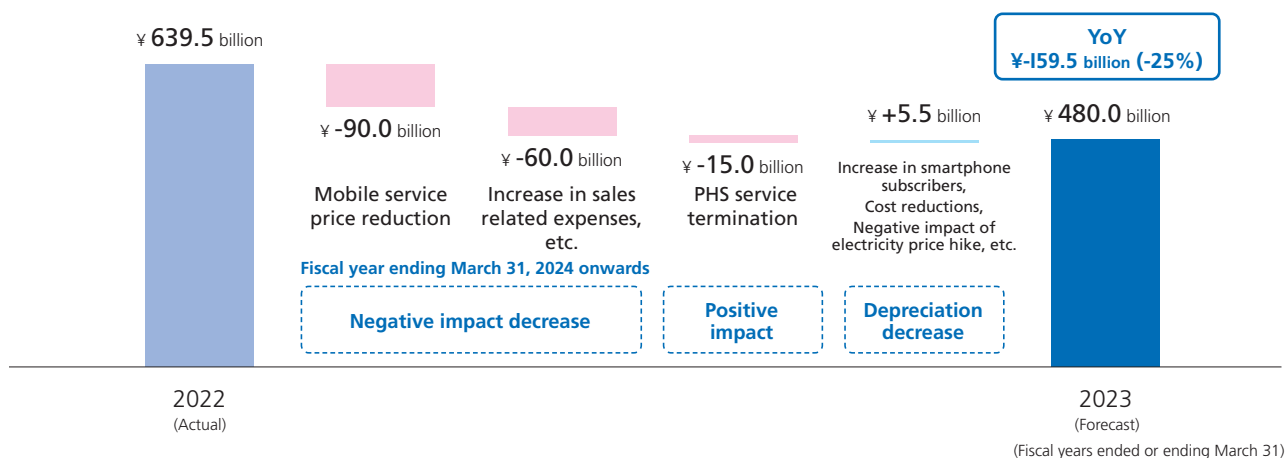 ¥ 639.5 billion
YoY
¥-159.5 billion (-25%)
¥ -90.0 billion
¥ -60.0 billion
¥ -15.0 billion
¥ +5.5 billion
¥ 480.0 billion
Mobile service
price reduction
Increase in sales
related expenses,
etc.
PHS service
termination
Increase in smartphone
subscribers,
Cost reductions,
Negative impact of
electricity price hike, etc.
Fiscal year ending March 31, 2024 onwards
Negative impact decrease
Positive
impact
Depreciation
decrease
2022
(Actual)
2023
(Forecast)
(Fiscal years ended or ending March 31)